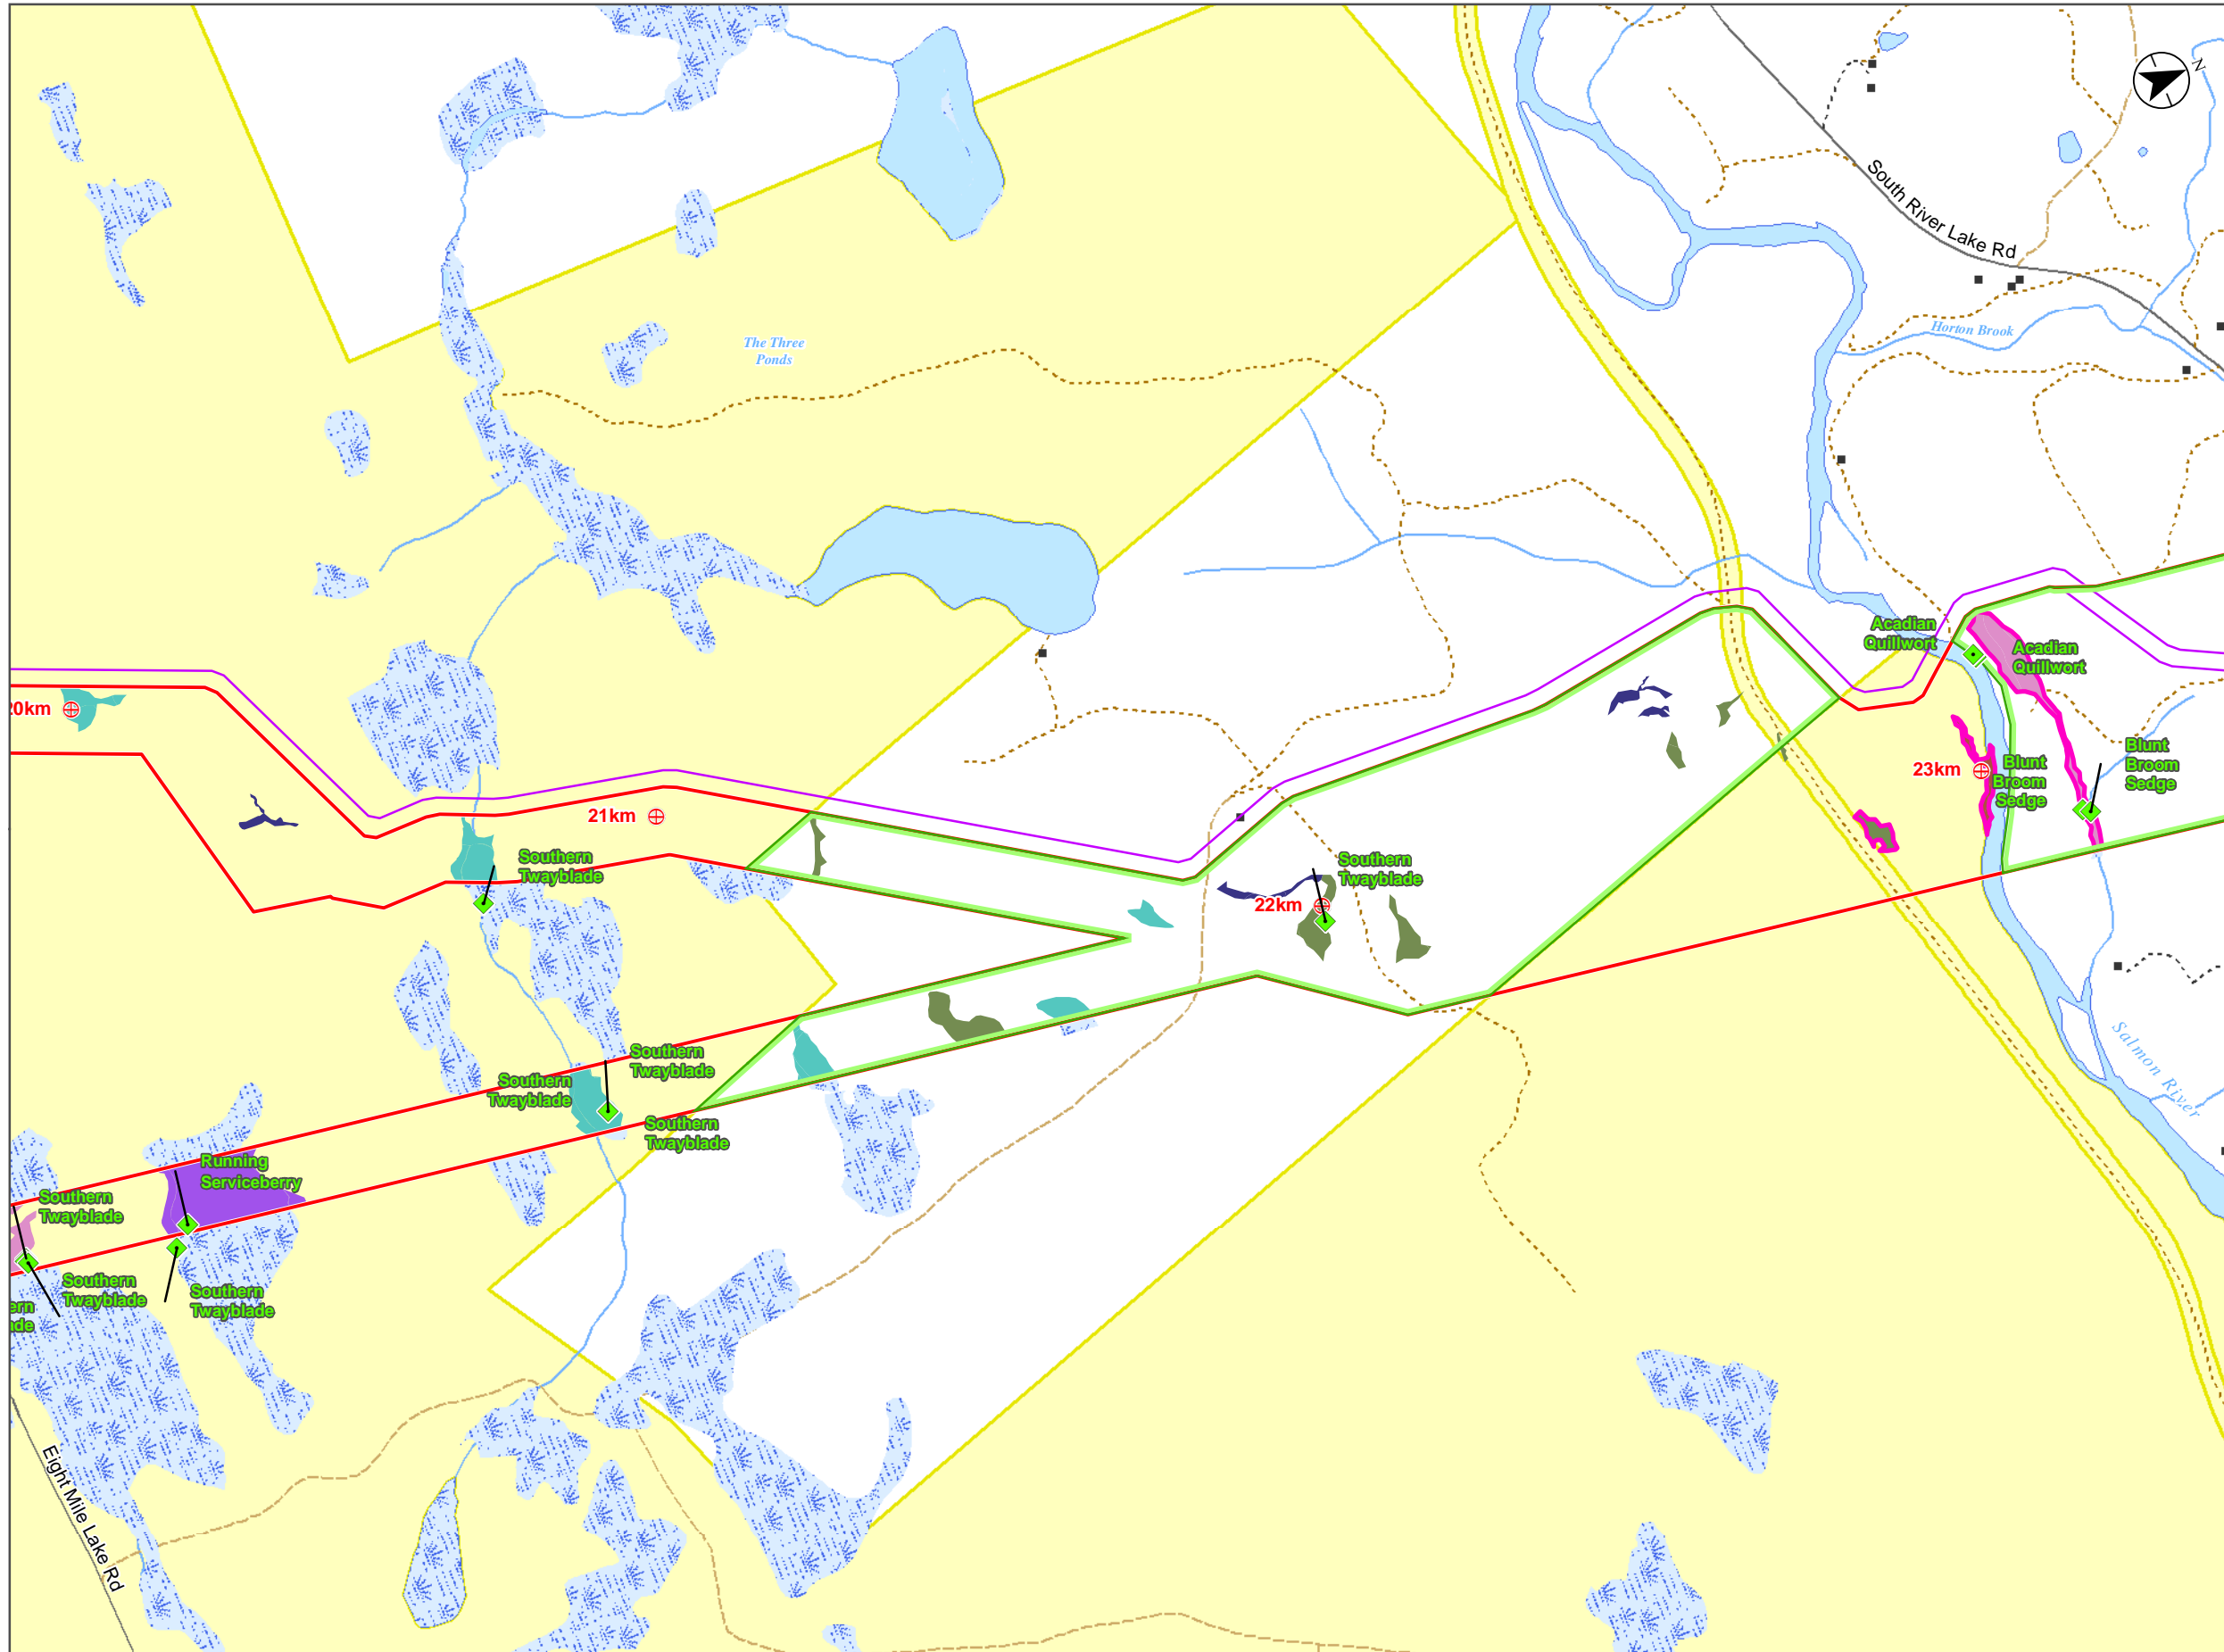 N
South River Lake Rd
Horton Brook
The Three
Ponds
Acadian
Quillwort
Acadian
Quillwort
20km
21km
22km
23km
Blunt
Broom
Sedge
Blunt
Broom
Sedge
Southern
Twayblade
Southern
Twayblade
Southern
Twayblade
Southern
Twayblade
Southern
Twayblade
Salmon River
Running
Serviceberry
Southern
Twayblade
Southern
Twayblade
Southern
Twayblade
ern
de
Eight Mile Lake Rd